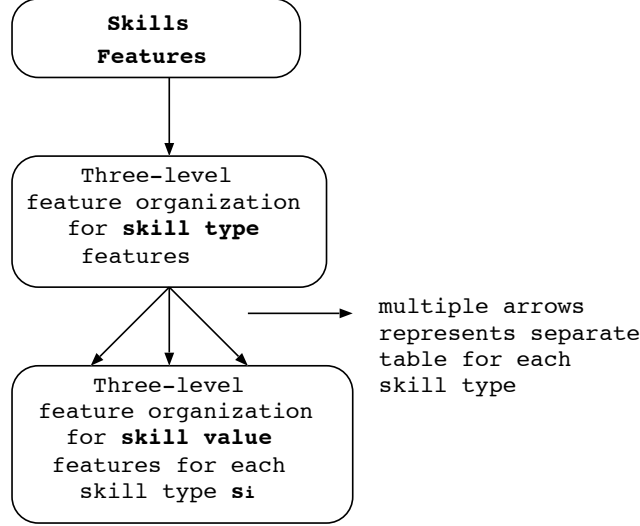 Skills
Features
Three-level
feature organization
for skill type
features
multiple arrows
represents separate
table for each
skill type
Three-level
feature organization
for skill value
features for each
skill type si